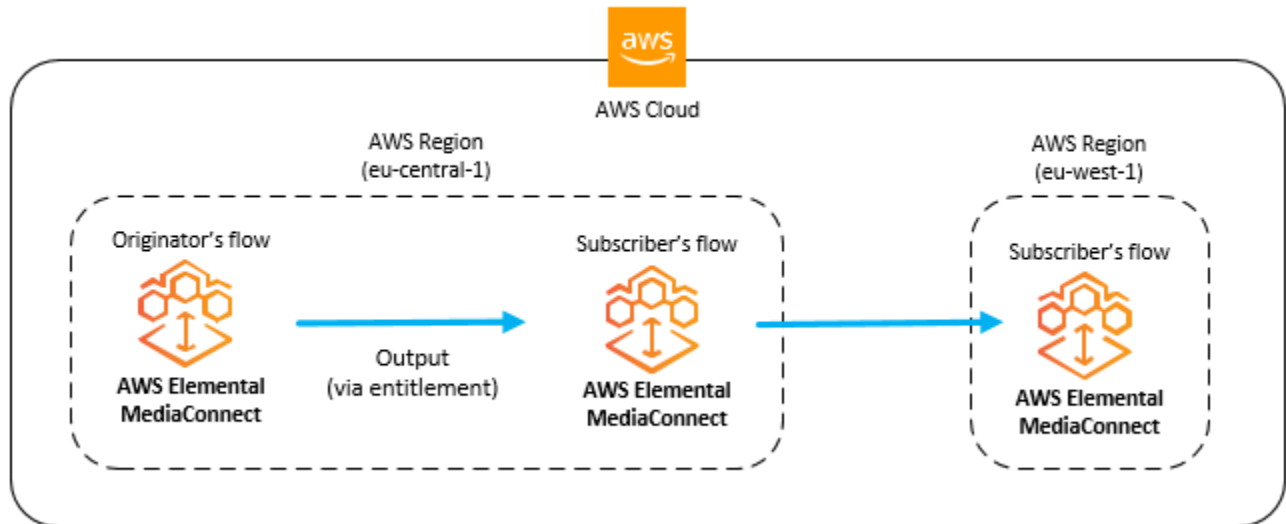 aws
AWS Cloud
AWS Region
(eu-central-1)
Originator's flow
AWS Elemental
MediaConnect
Output
(via entitlement)
Subscriber's flow
AWS Elemental
MediaConnect
AWS Region
(eu-west-1)
Subscriber's flow
AWS Elemental
MediaConnect